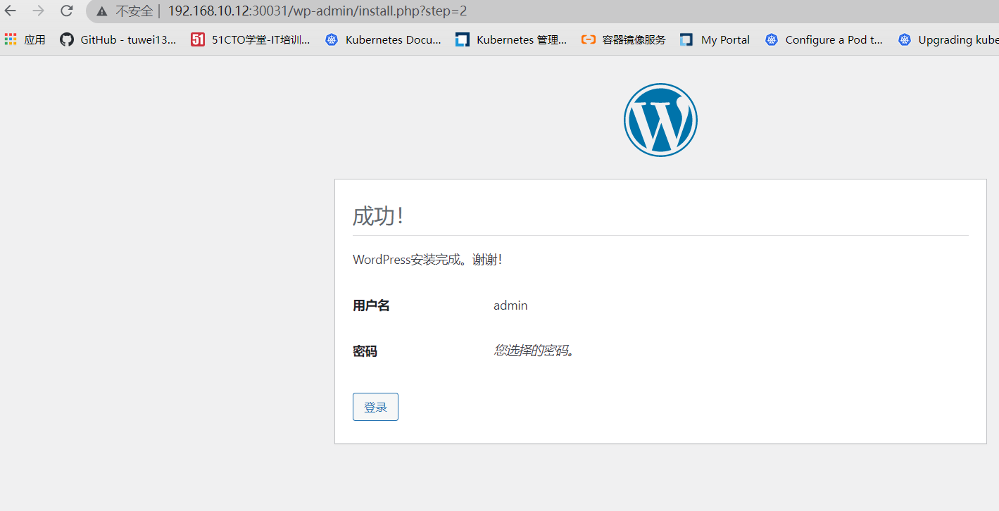 不安全 | 192.168.10.12:30031/wp-admin/install.php?step=2
应用 GitHub - tuwei13... 51CTO学堂-IT培训... Kubernetes Docu... Kubernetes 管理... 容器镜像服务 My Portal Configure a Pod t... Upgrading kube
成功！
WordPress安装完成。谢谢！
用户名 admin
密码 您选择的密码。
登录